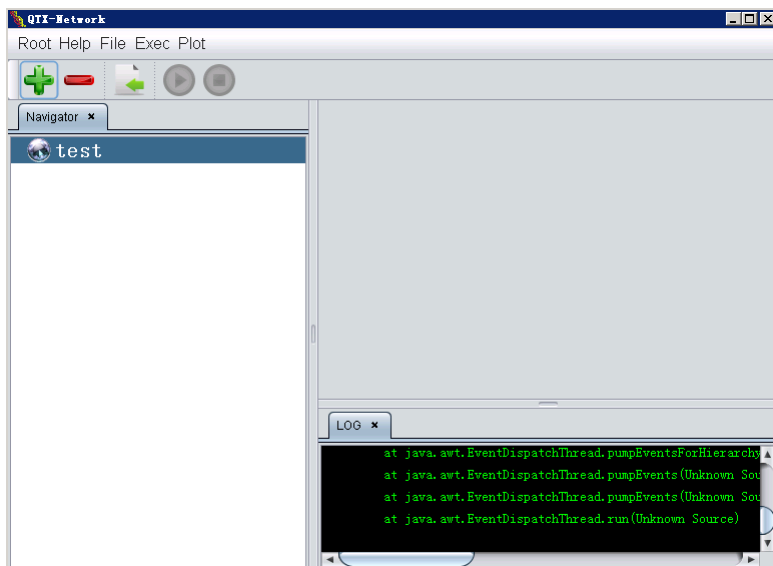 QTX-Network
Root Help File Exec Plot
Navigator ×
test
LOG ×
at java.awt.EventDispatchThread.pumpEventsForHierarchy
at java.awt.EventDispatchThread.pumpEvents(Unknown Sou
at java.awt.EventDispatchThread.pumpEvents(Unknown Sou
at java.awt.EventDispatchThread.run(Unknown Source)